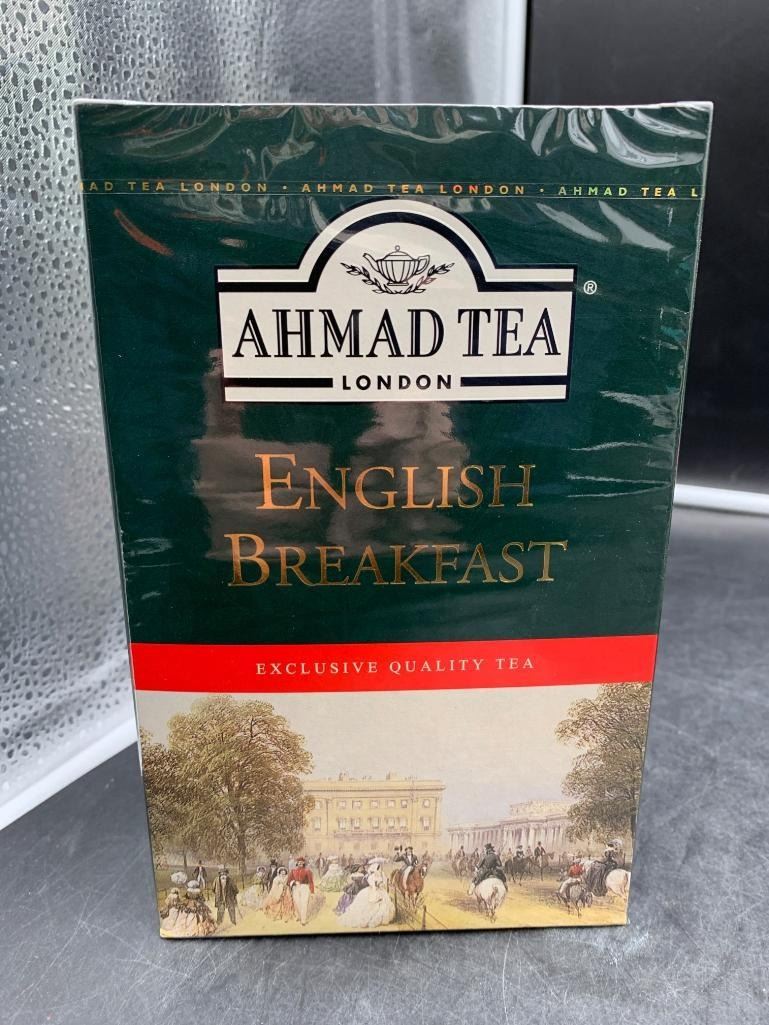 AD TEA LONDON • AHMAD TEA LONDON • AHMAD TEA L
AHMAD TEA ®
LONDON
ENGLISH
BREAKFAST
EXCLUSIVE QUALITY TEA